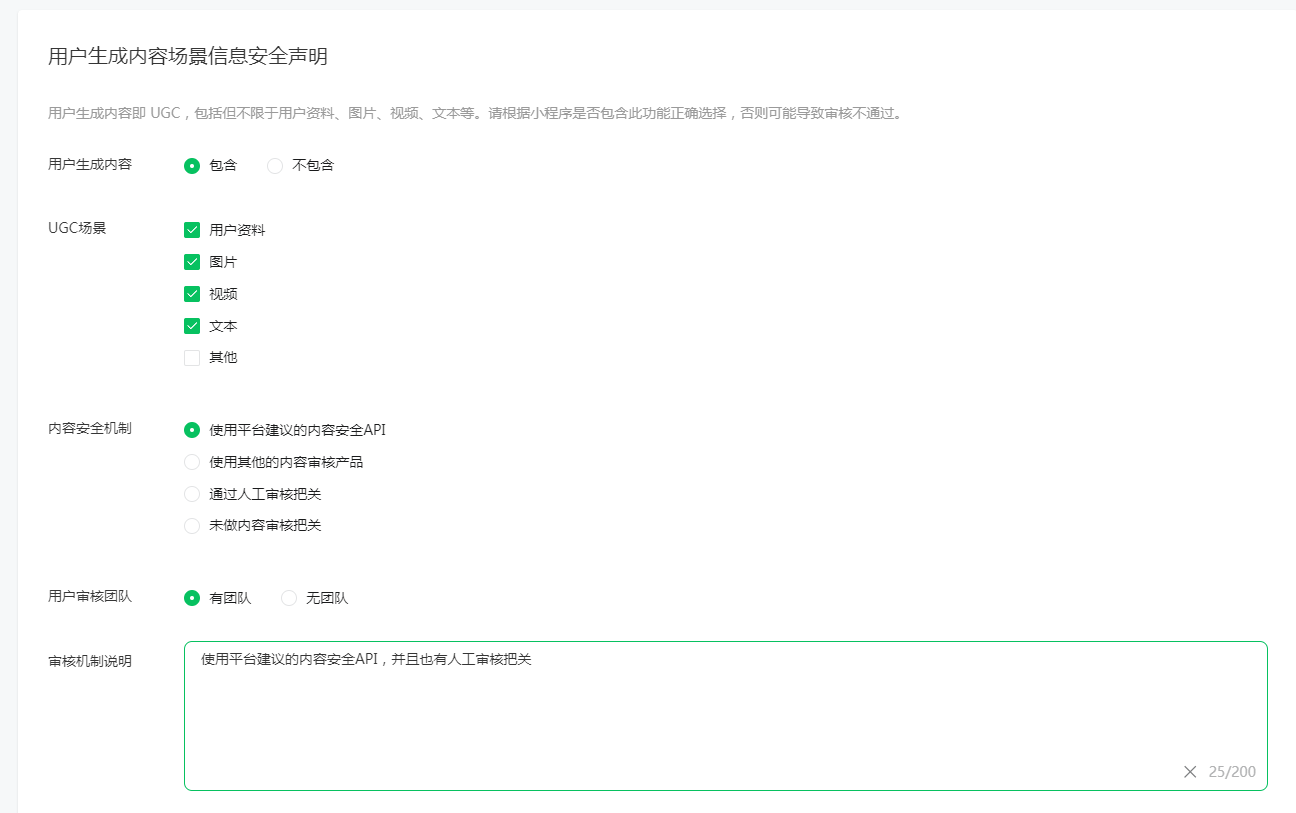 用户生成内容场景信息安全声明
用户生成内容即 UGC，包括但不限于用户资料、图片、视频、文本等。请根据小程序是否包含此功能正确选择，否则可能导致审核不通过。
用户生成内容 包含 不包含
UGC场景 用户资料
图片
视频
文本
其他
内容安全机制 使用平台建议的内容安全API
使用其他的内容审核产品
通过人工审核把关
未做内容审核把关
用户审核团队 有团队 无团队
审核机制说明 使用平台建议的内容安全API，并且也有人工审核把关
25/200